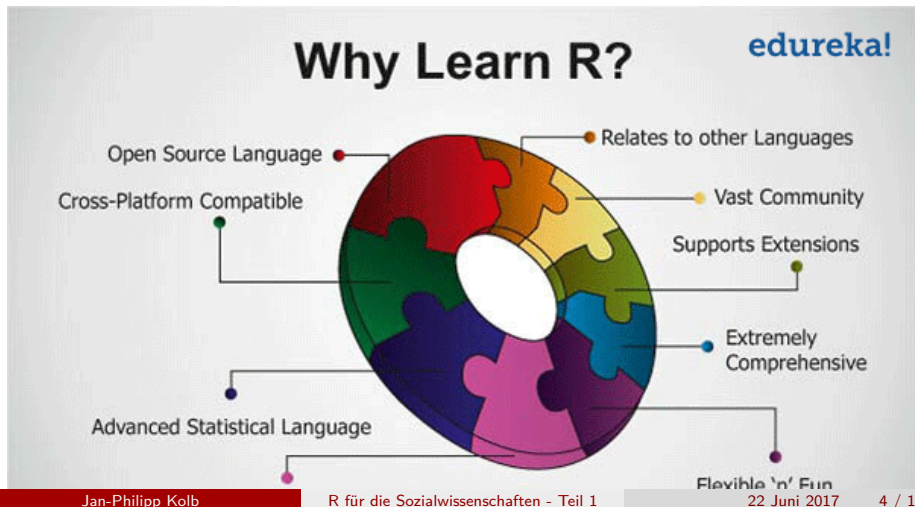 Why Learn R?
edureka!
Open Source Language
Relates to other Languages
Cross-Platform Compatible
Vast Community
Supports Extensions
Extremely
Comprehensive
Advanced Statistical Language
Flexible 'n' Fun
Jan-Philipp Kolb
R für die Sozialwissenschaften - Teil 1
22 Juni 2017
4 / 1